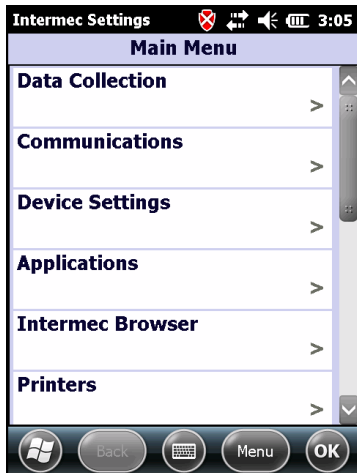 Intermec Settings 3:05
Main Menu
Data Collection
>
Communications
>
Device Settings
>
Applications
>
Intermec Browser
>
Printers
>
Back Menu OK